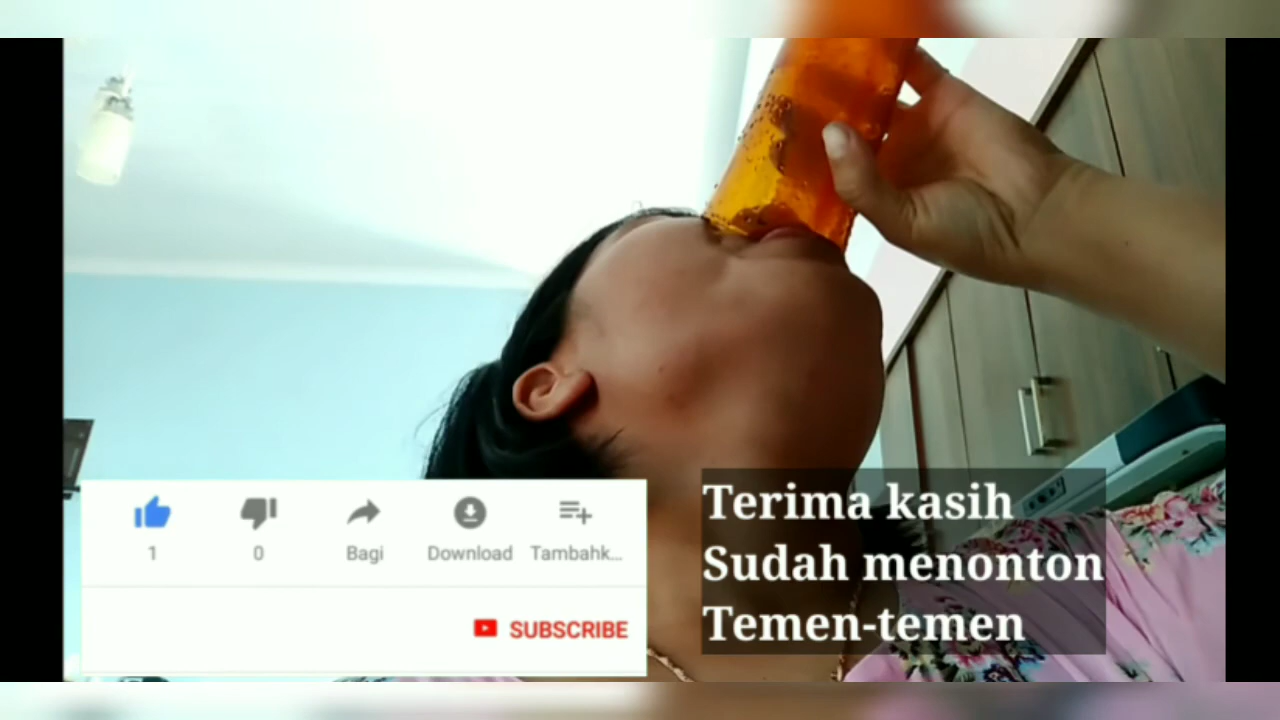 1 0 Bagi Download Tambahk...
SUBSCRIBE
Terima kasih
Sudah menonton
Temen-temen